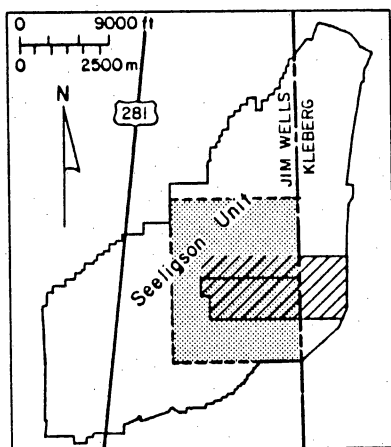 0 9000 ft
0 2500 m
N
281
JIM WELLS
KLEBERG
Seeligson Unit